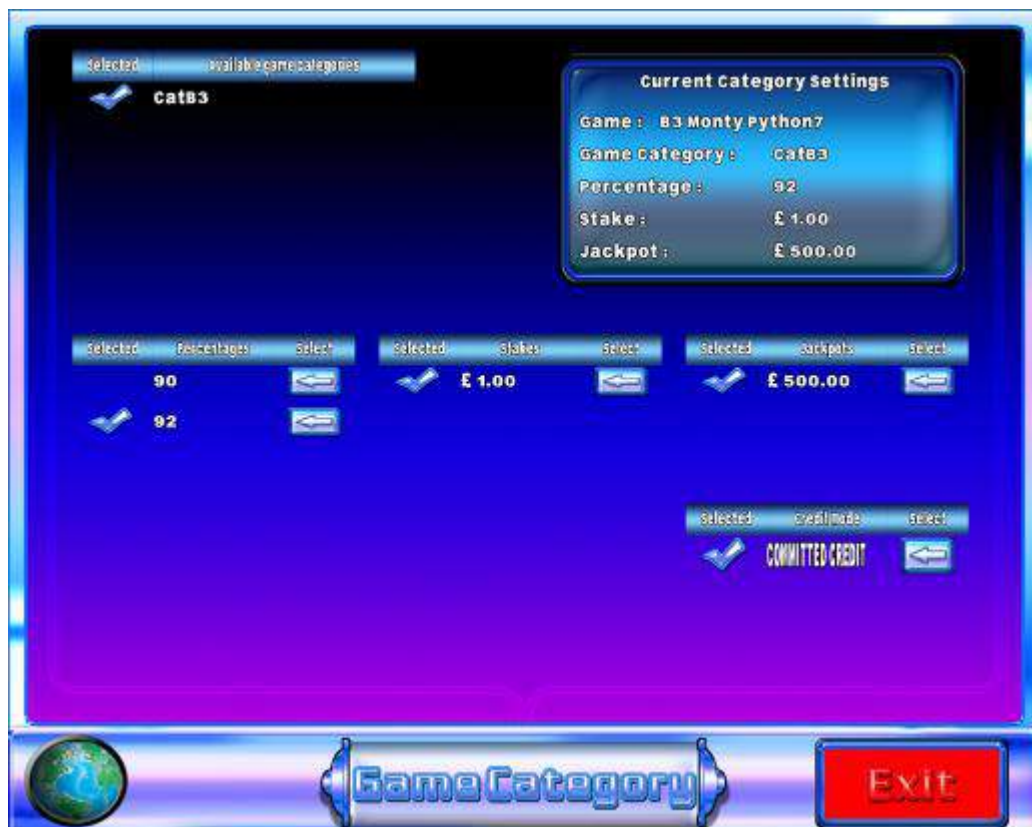 Selected Available game categories
CatB3
Current Category Settings
Game : B3 Monty Python7
Game Category : CatB3
Percentage : 92
Stake : £ 1.00
Jackpot : £ 500.00
Selected Percentages Select
90
92
Selected Stakes Select
£ 1.00
Selected Jackpots Select
£ 500.00
Selected Credit Mode Select
COMMITTED CREDIT
Game Category
Exit